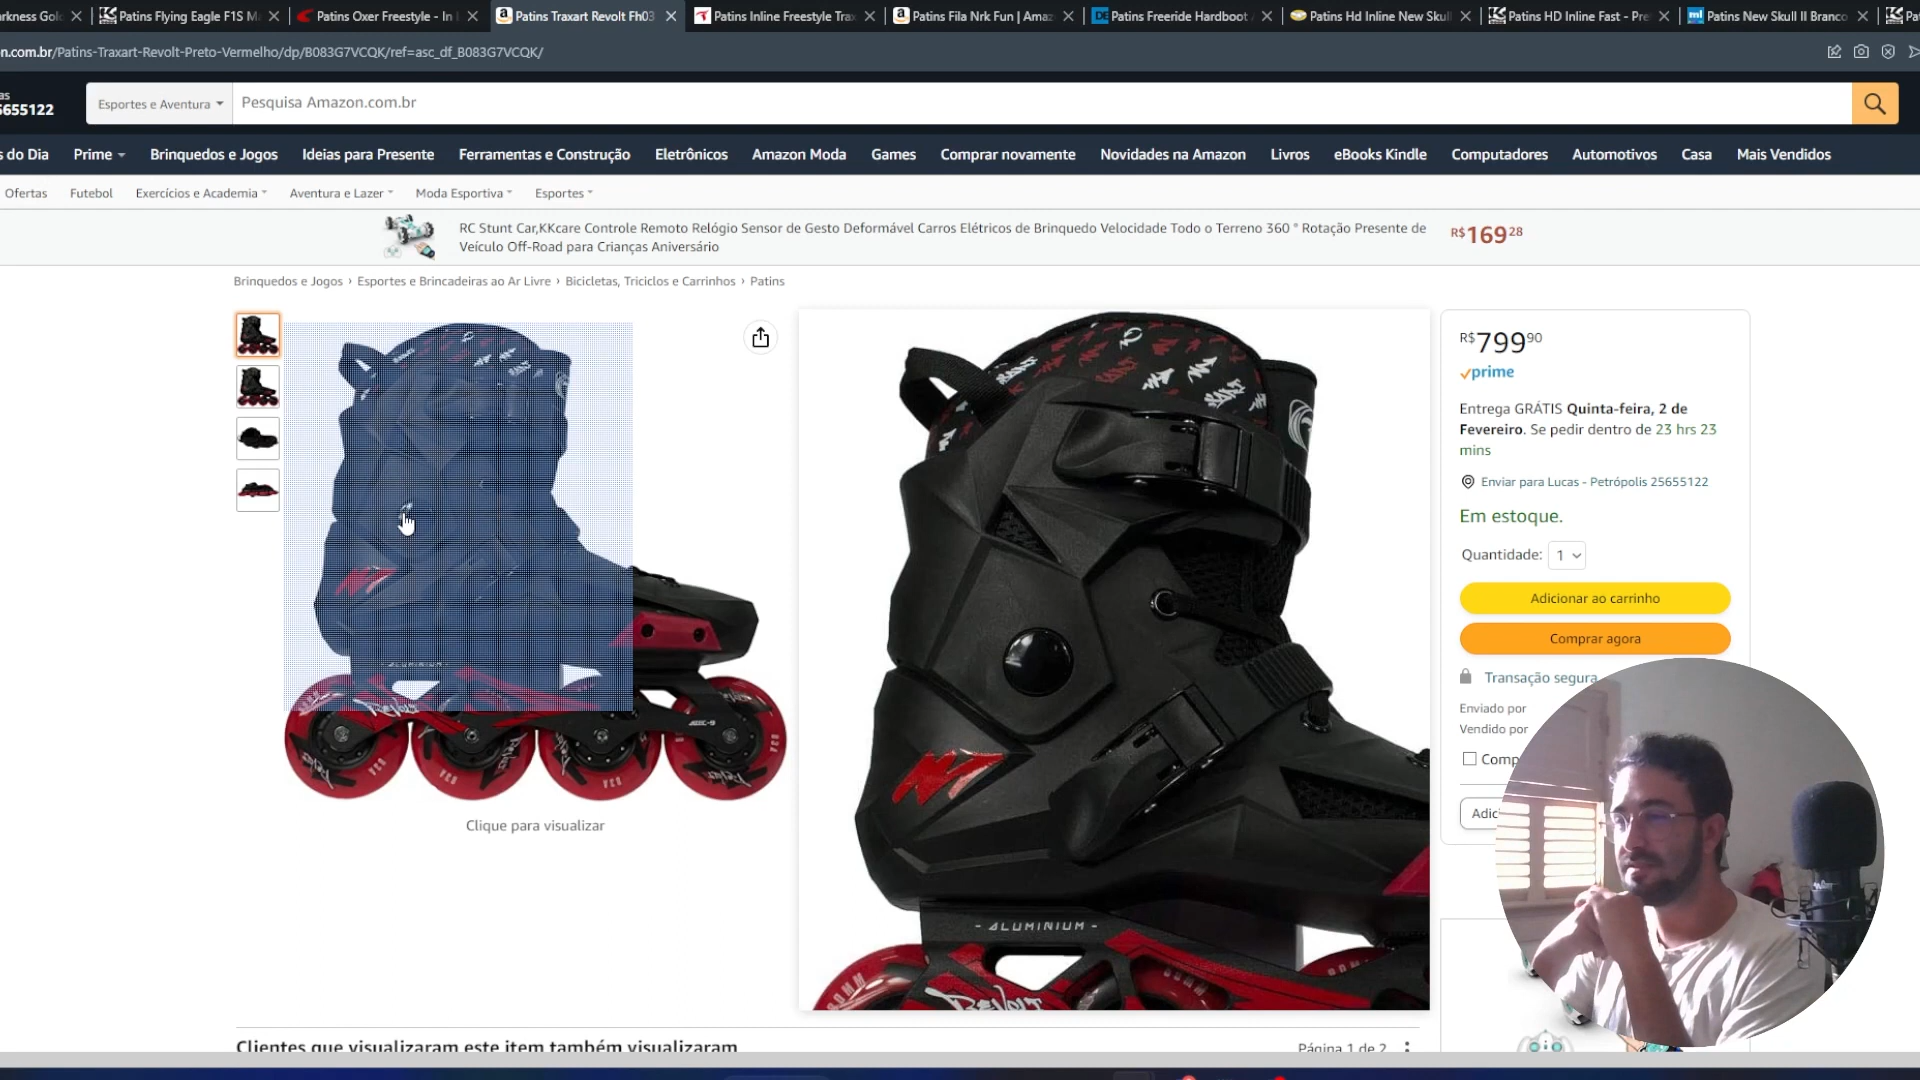 arkness Gol
Patins Flying Eagle F1S M
Patins Oxer Freestyle - In
Patins Traxart Revolt Fh03
Patins Inline Freestyle Tra
Patins Fila Nrk Fun | Ama
Patins Freeride Hardboot
Patins Hd Inline New Skul
Patins HD Inline Fast - Pre
Patins New Skull II Branco
n.com.br/Patins-Traxart-Revolt-Preto-Vermelho/dp/B083G7VCQK/ref=asc_df_B083G7VCQK/
as
5655122
Esportes e Aventura
Pesquisa Amazon.com.br
s do Dia
Prime
Brinquedos e Jogos
Ideias para Presente
Ferramentas e Construção
Eletrônicos
Amazon Moda
Games
Comprar novamente
Novidades na Amazon
Livros
eBooks Kindle
Computadores
Automotivos
Casa
Mais Vendidos
Ofertas
Futebol
Exercícios e Academia
Aventura e Lazer
Moda Esportiva
Esportes
RC Stunt Car,KKcare Controle Remoto Relógio Sensor de Gesto Deformável Carros Elétricos de Brinquedo Velocidade Todo o Terreno 360 ° Rotação Presente de
Veículo Off-Road para Crianças Aniversário
R$169 28
Brinquedos e Jogos › Esportes e Brincadeiras ao Ar Livre › Bicicletas, Triciclos e Carrinhos › Patins
R$799 90
prime
Entrega GRÁTIS Quinta-feira, 2 de
Fevereiro. Se pedir dentro de 23 hrs 23
mins
Enviar para Lucas - Petrópolis 25655122
Em estoque.
Quantidade: 1
Adicionar ao carrinho
Comprar agora
Transação segura
Enviado por
Vendido por
Comp
Adic
- ALUMINIUM -
REVOLT
80MM
Clique para visualizar
Clientes que visualizaram este item também visualizaram
Página 1 de 2